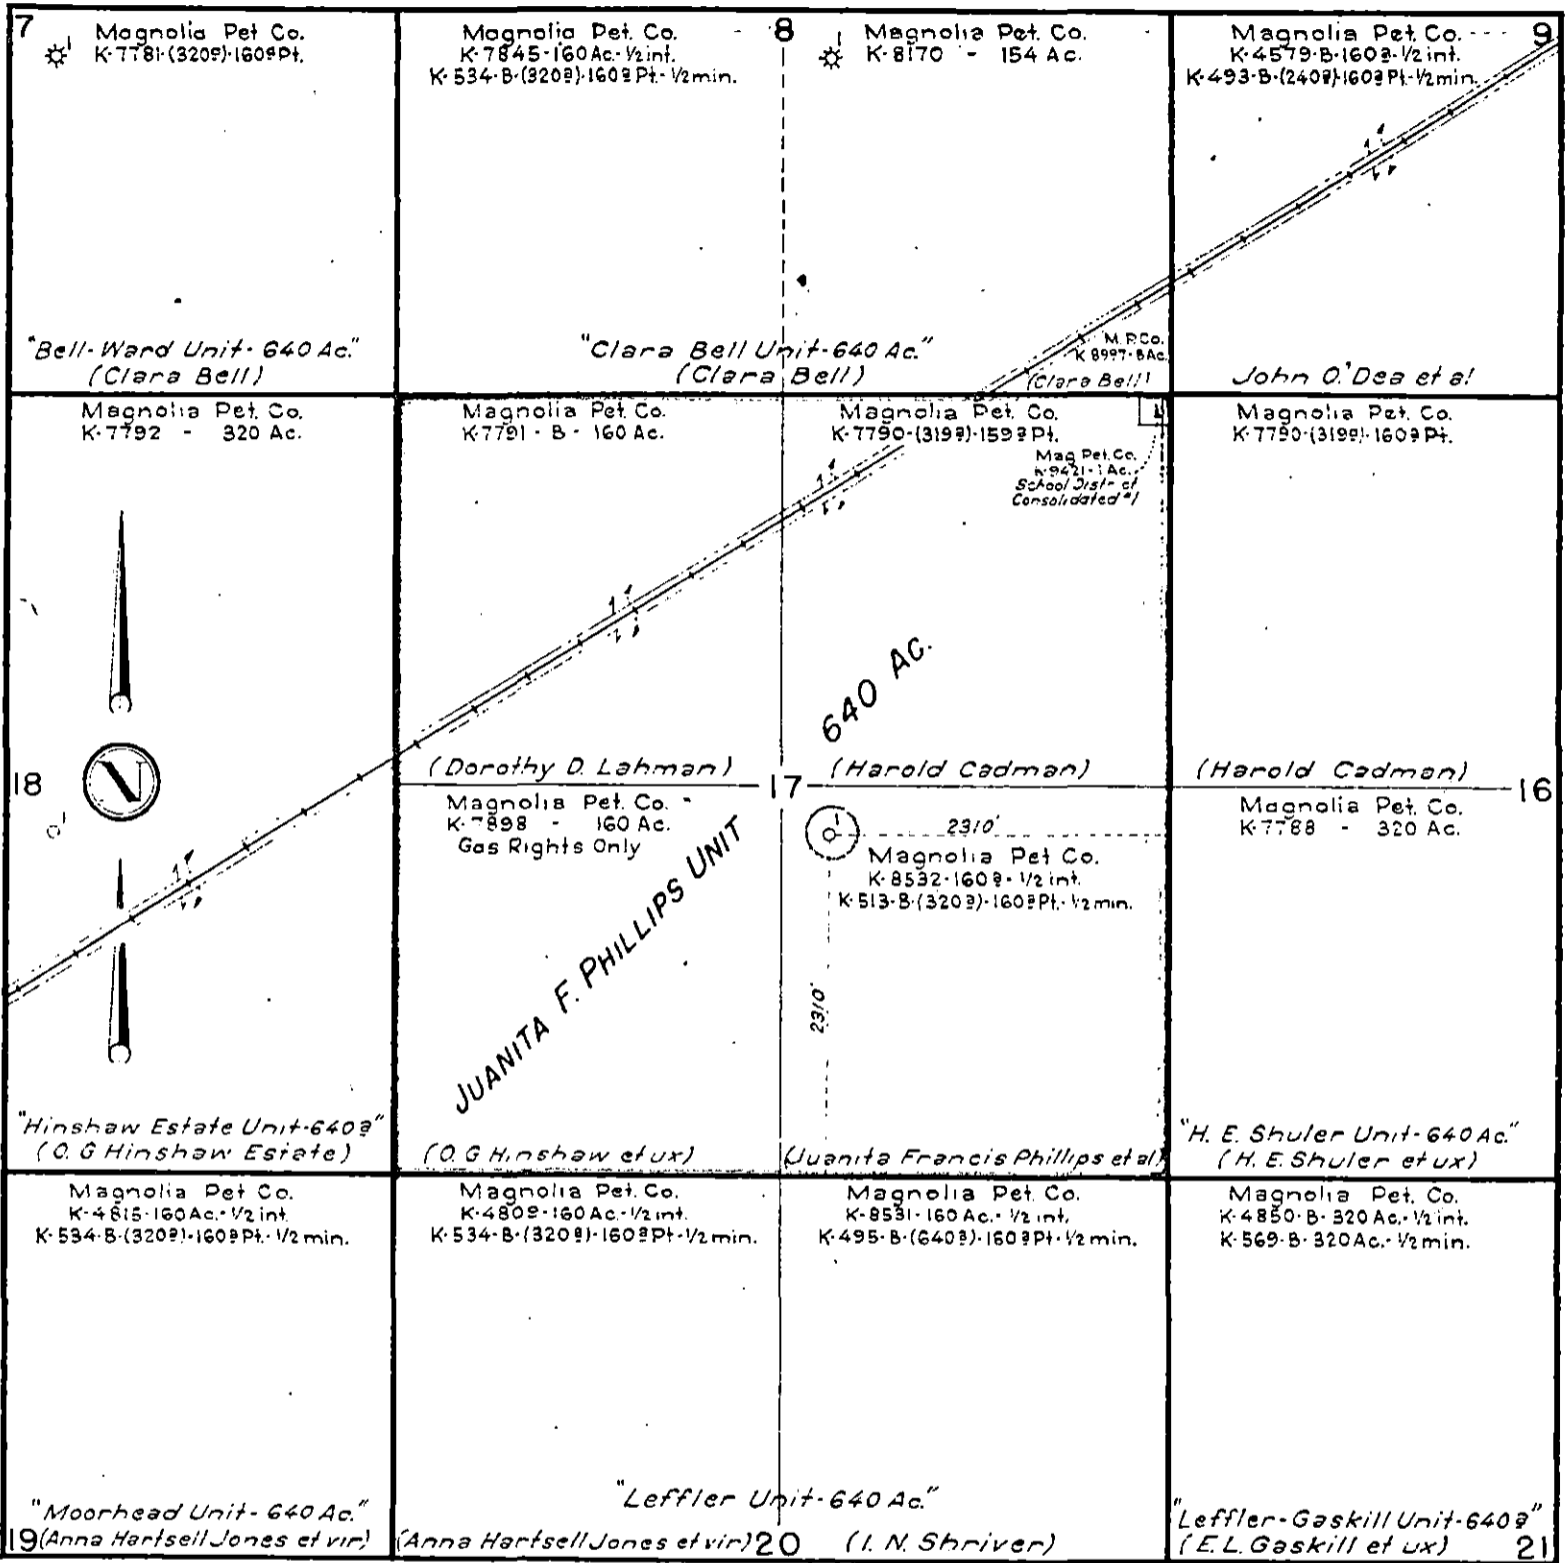 7
1
Magnolia Pet Co.
K-7781-(320ª)-160ª Pt.
"Bell-Ward Unit-640 Ac."
(Clara Bell)
Magnolia Pet Co.
K-7845-160 Ac.-½ int.
K-534-B-(320ª)-160ª Pt.-½ min.
8
1
Magnolia Pet. Co.
K-8170 - 154 Ac.
"Clara Bell Unit-640 Ac."
(Clara Bell)
M.P.Co.
K 8997-6Ac.
(Clara Bell)
Magnolia Pet. Co.
9
K-4579-B-160ª-½ int.
K-493-B-(240ª)-160ª Pt.-½ min.
John O.'Dea et al
Magnolia Pet. Co.
K-7792 - 320 Ac.
18
N
"Hinshaw Estate Unit-640ª"
(O. G Hinshaw Estate)
Magnolia Pet. Co.
K-7791-B-160 Ac.
(Dorothy D. Lahman)
Magnolia Pet. Co.
K-7790-(319ª)-159ª Pt.
Mag Pet. Co.
K-9421-1 Ac.
School District
Consolidated #1
(Harold Cadman)
17
JUANITA F. PHILLIPS UNIT
640 AC.
Magnolia Pet. Co.
K-7898 - 160 Ac.
Gas Rights Only
(O. G Hinshaw et ux)
1
2310'
Magnolia Pet Co.
K-8532-160ª-½ int.
K-513-B-(320ª)-160ª Pt.-½ min.
2310'
(Juanita Francis Phillips et al)
Magnolia Pet. Co.
K-7790-(319ª)-160ª Pt.
(Harold Cadman)
16
Magnolia Pet Co.
K-7788 - 320 Ac.
"H. E. Shuler Unit-640 Ac."
(H. E. Shuler et ux)
Magnolia Pet Co.
K-4815-160 Ac.-½ int.
K-534-B-(320ª)-160ª Pt.-½ min.
"Moorhead Unit-640 Ac."
19 (Anna Hartsell Jones et vir)
Magnolia Pet. Co.
K-4809-160 Ac.-½ int.
K-534-B-(320ª)-160ª Pt.-½ min.
Magnolia Pet. Co.
K-8531-160 Ac.-½ int.
K-495-B-(640ª)-160ª Pt.-½ min.
"Leffler Unit-640 Ac."
(Anna Hartsell Jones et vir) 20 (I. N. Shriver)
Magnolia Pet. Co.
K-4850-B-320 Ac.-½ int.
K-569-B-320 Ac.-½ min.
"Leffler-Gaskill Unit-640ª"
(E. L. Gaskill et ux) 21